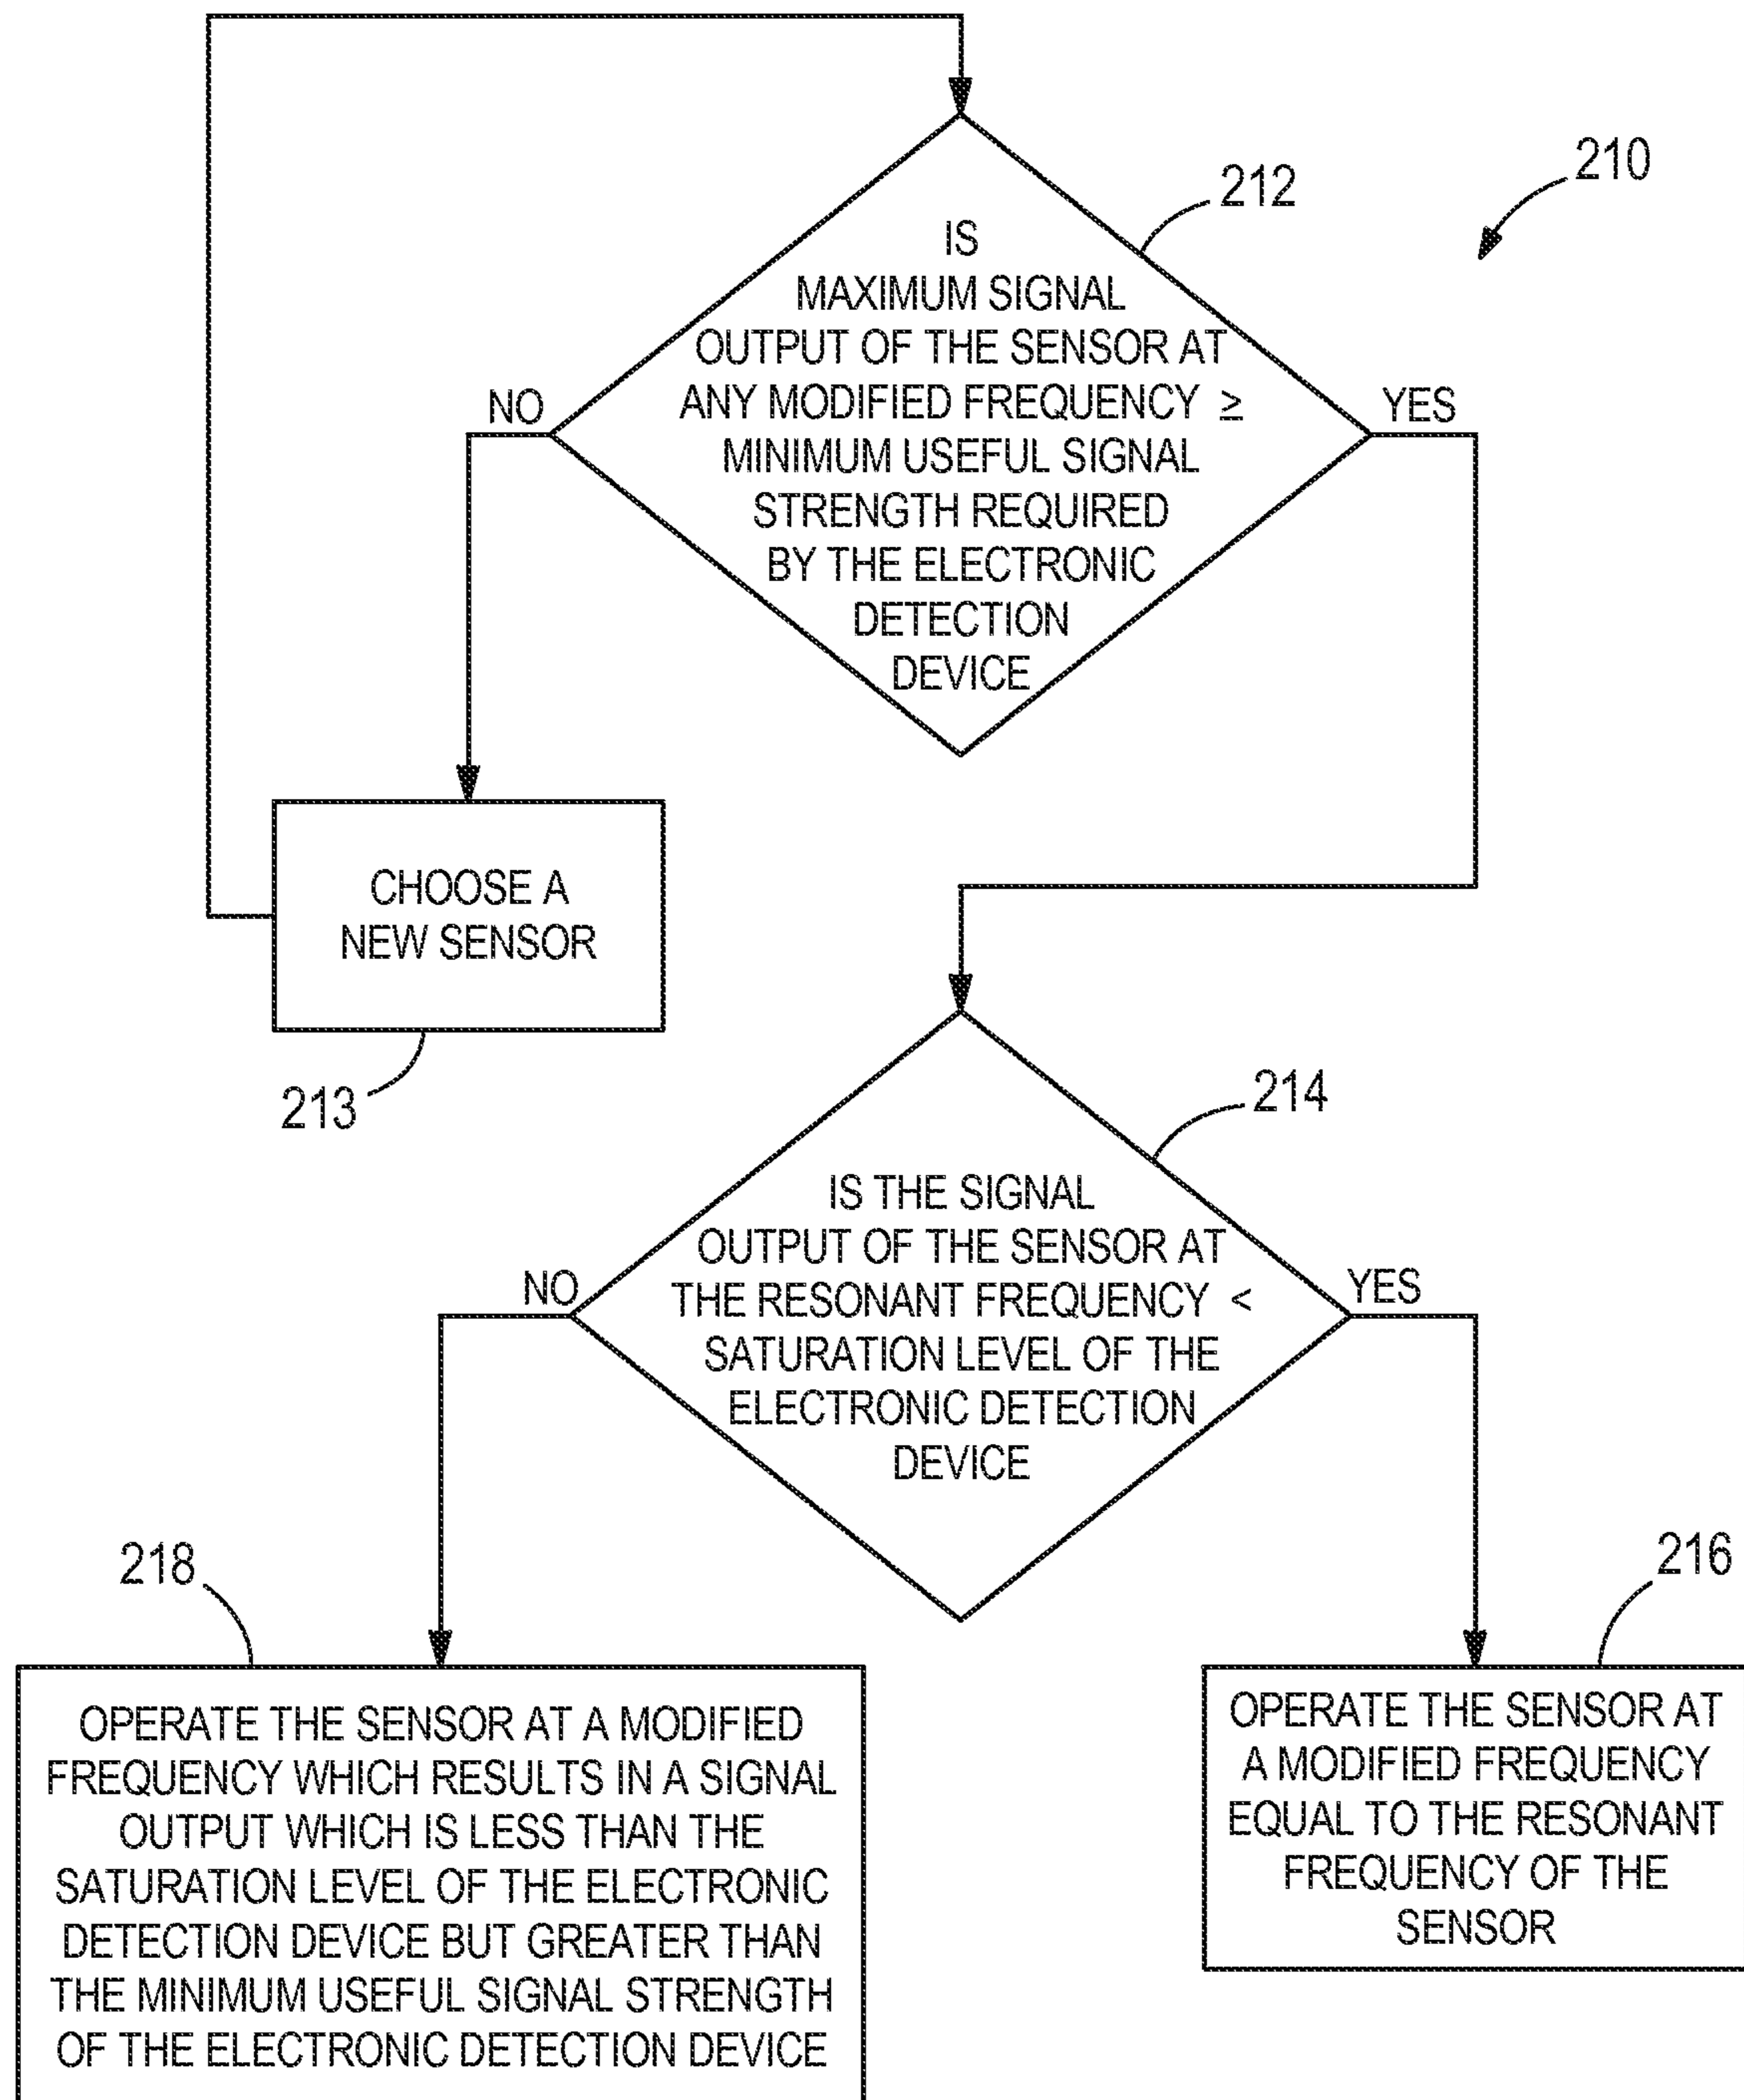 210
212
IS
MAXIMUM SIGNAL
OUTPUT OF THE SENSOR AT
ANY MODIFIED FREQUENCY ≥
MINIMUM USEFUL SIGNAL
STRENGTH REQUIRED
BY THE ELECTRONIC
DETECTION
DEVICE
NO
YES
CHOOSE A
NEW SENSOR
213
214
IS THE SIGNAL
OUTPUT OF THE SENSOR AT
THE RESONANT FREQUENCY <
SATURATION LEVEL OF THE
ELECTRONIC DETECTION
DEVICE
NO
YES
218
OPERATE THE SENSOR AT A MODIFIED
FREQUENCY WHICH RESULTS IN A SIGNAL
OUTPUT WHICH IS LESS THAN THE
SATURATION LEVEL OF THE ELECTRONIC
DETECTION DEVICE BUT GREATER THAN
THE MINIMUM USEFUL SIGNAL STRENGTH
OF THE ELECTRONIC DETECTION DEVICE
216
OPERATE THE SENSOR AT
A MODIFIED FREQUENCY
EQUAL TO THE RESONANT
FREQUENCY OF THE
SENSOR